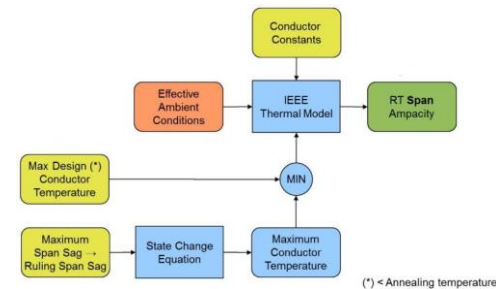 Conductor
Constants
Effective
Ambient
Conditions
IEEE
Thermal Model
RT Span
Ampacity
Max Design (*)
Conductor
Temperature
MIN
Maximum
Span Sag →
Ruling Span Sag
State Change
Equation
Maximum
Conductor
Temperature
(*) < Annealing temperature